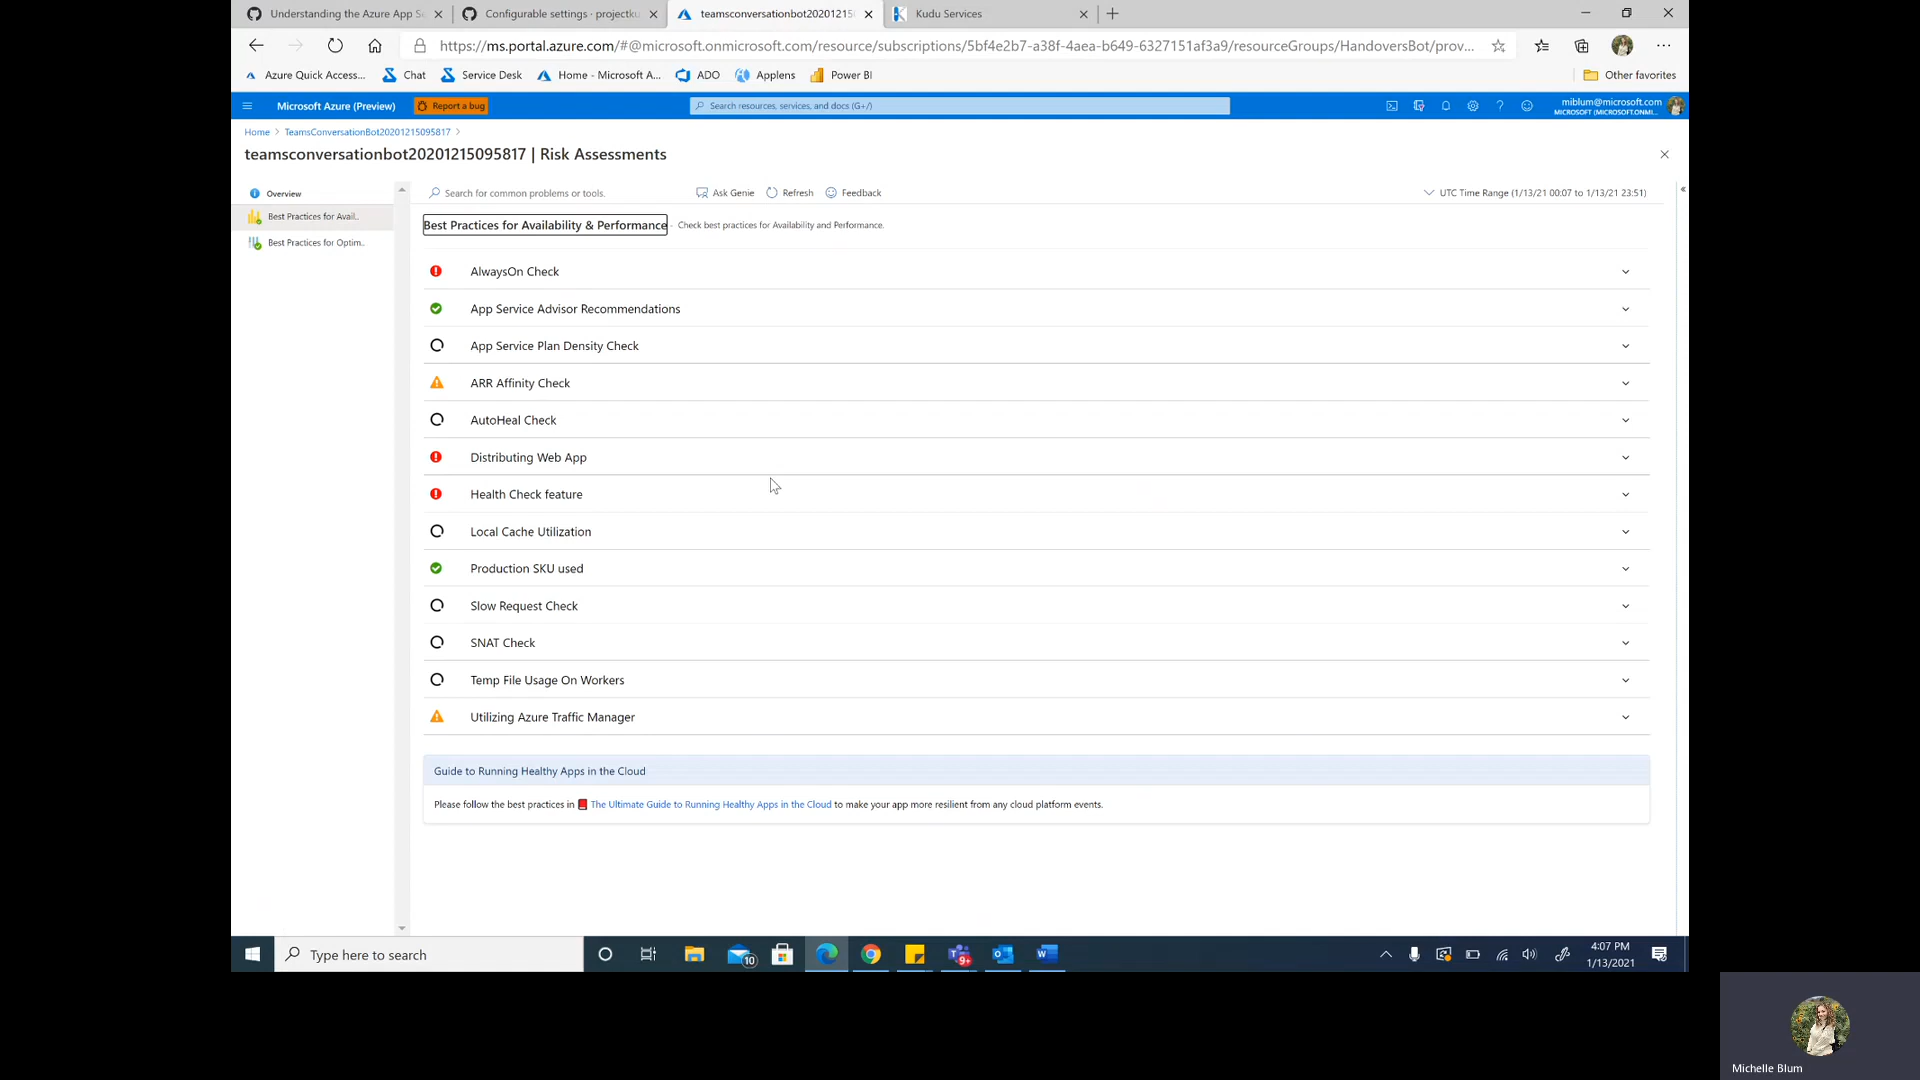 Understanding the Azure App Se
Configurable settings · projectku
teamsconversationbot20201215
Kudu Services
https://ms.portal.azure.com/#@microsoft.onmicrosoft.com/resource/subscriptions/5bf4e2b7-a38f-4aea-b649-6327151af3a9/resourceGroups/HandoversBot/prov...
Azure Quick Access...
Chat
Service Desk
Home - Microsoft A...
ADO
Applens
Power BI
Other favorites
Microsoft Azure (Preview)
Report a bug
Search resources, services, and docs (G+/)
miblum@microsoft.com
MICROSOFT (MICROSOFT.ONMI...
Home > TeamsConversationBot20201215095817 >
teamsconversationbot20201215095817 | Risk Assessments
Overview
Best Practices for Avail..
Best Practices for Optim..
Search for common problems or tools.
Ask Genie
Refresh
Feedback
UTC Time Range (1/13/21 00:07 to 1/13/21 23:51)
Best Practices for Availability & Performance - Check best practices for Availability and Performance.
AlwaysOn Check
App Service Advisor Recommendations
App Service Plan Density Check
ARR Affinity Check
AutoHeal Check
Distributing Web App
Health Check feature
Local Cache Utilization
Production SKU used
Slow Request Check
SNAT Check
Temp File Usage On Workers
Utilizing Azure Traffic Manager
Guide to Running Healthy Apps in the Cloud
Please follow the best practices in The Ultimate Guide to Running Healthy Apps in the Cloud to make your app more resilient from any cloud platform events.
Type here to search
10
9+
4:07 PM
1/13/2021
Michelle Blum